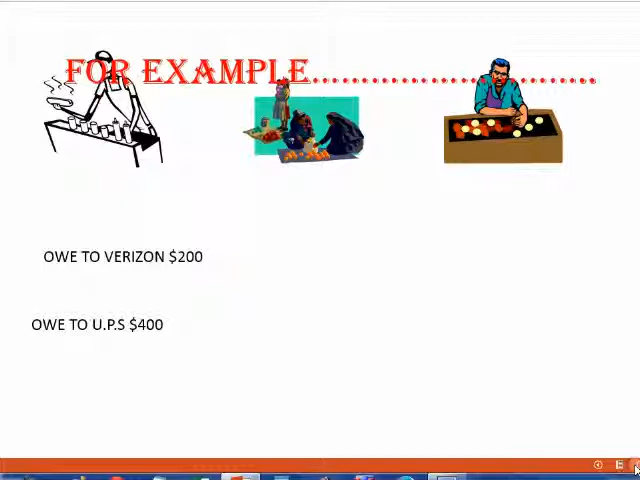 FOR EXAMPLE..............................
OWE TO VERIZON $200
OWE TO U.P.S $400